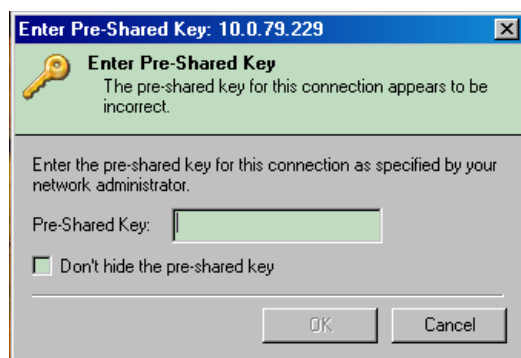 Enter Pre-Shared Key: 10.0.79.229
Enter Pre-Shared Key
The pre-shared key for this connection appears to be
incorrect.
Enter the pre-shared key for this connection as specified by your
network administrator.
Pre-Shared Key:
Don't hide the pre-shared key
OK
Cancel